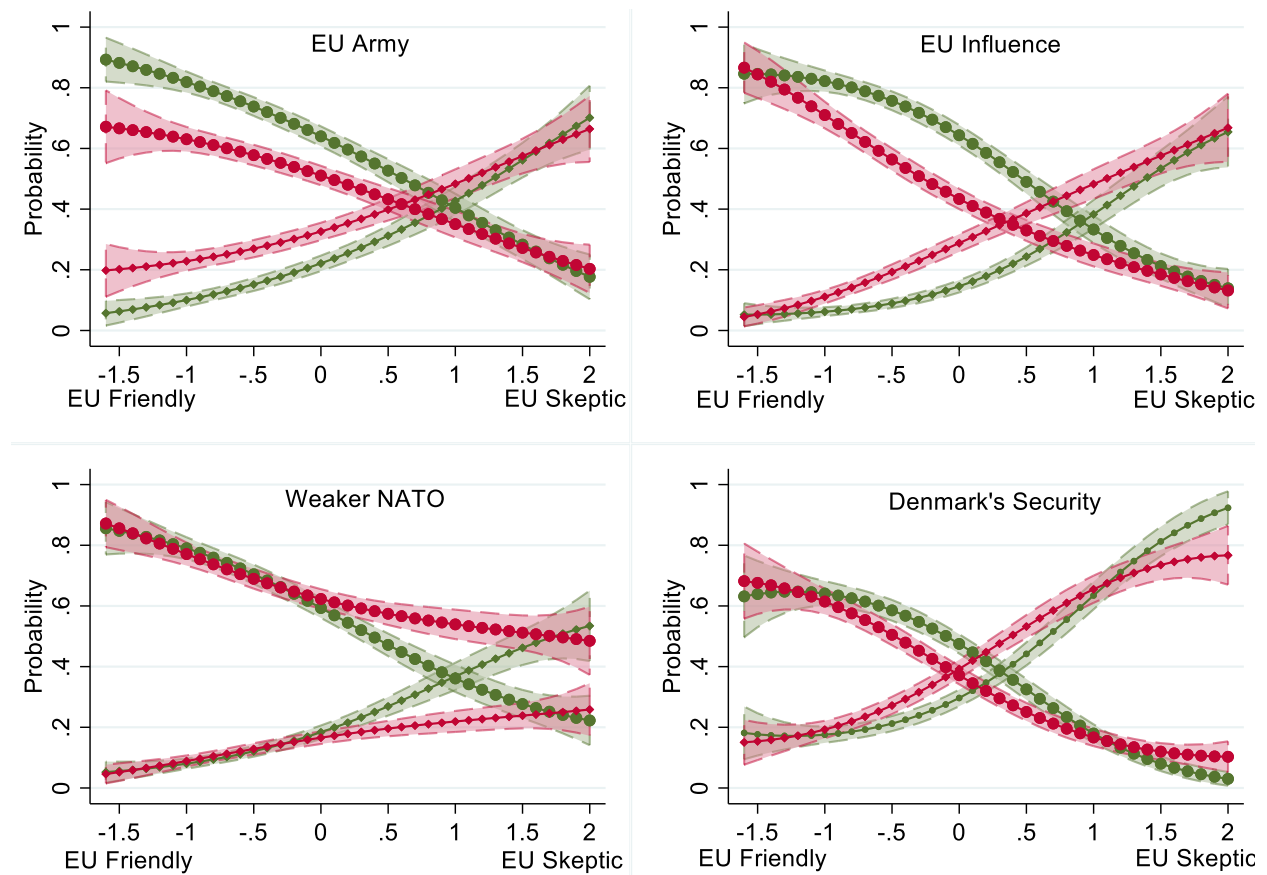 EU Army
Probability
1
.8
.6
.4
.2
0
-1.5 -1 -.5 0 .5 1 1.5 2
EU Friendly EU Skeptic
EU Influence
Probability
1
.8
.6
.4
.2
0
-1.5 -1 -.5 0 .5 1 1.5 2
EU Friendly EU Skeptic
Weaker NATO
Probability
1
.8
.6
.4
.2
0
-1.5 -1 -.5 0 .5 1 1.5 2
EU Friendly EU Skeptic
Denmark's Security
Probability
1
.8
.6
.4
.2
0
-1.5 -1 -.5 0 .5 1 1.5 2
EU Friendly EU Skeptic